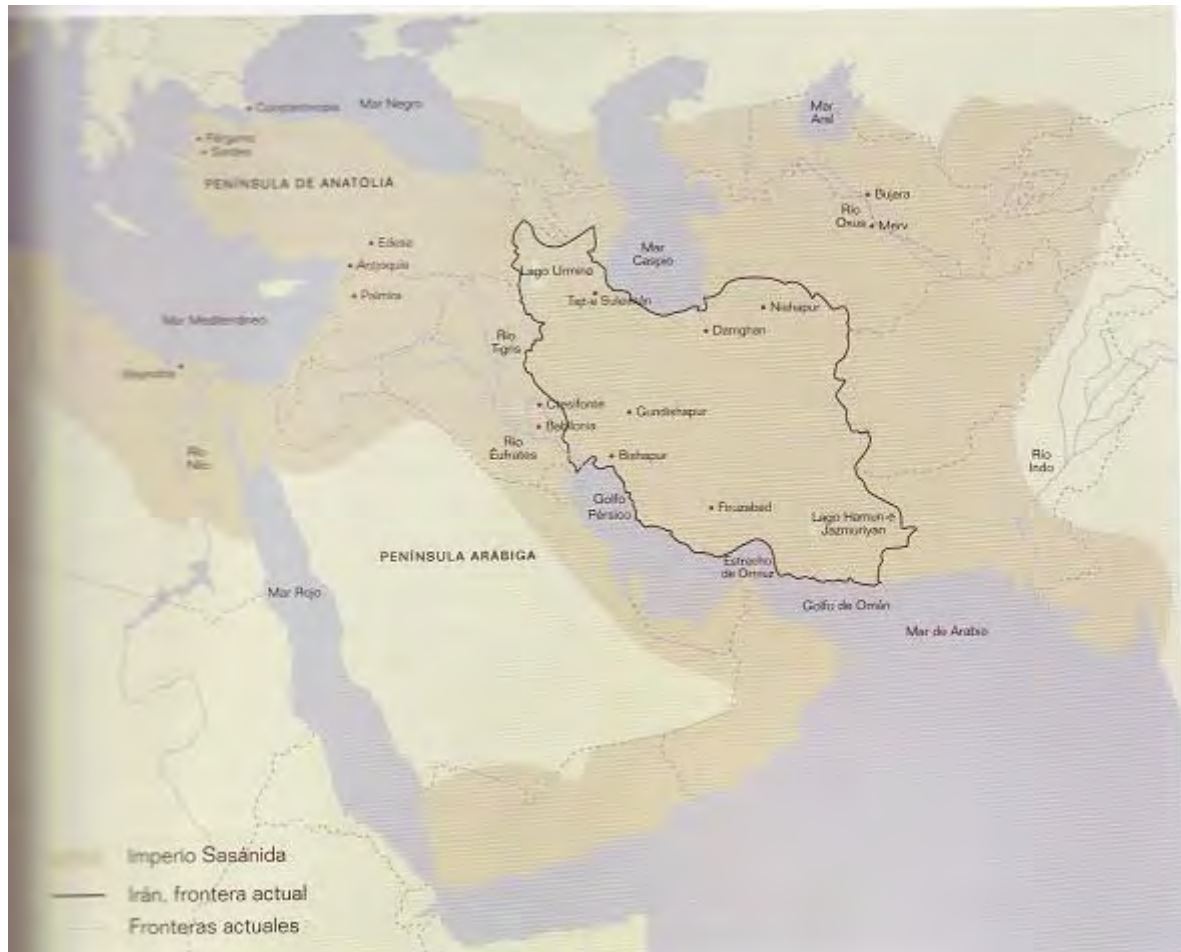 Mar Negro
Mar
Aral
Constantinopla
Pérgamo
Sardes
PENÍNSULA DE ANATOLIA
Bujara
Río
Oxus
Merv
Edesa
Antioquía
Palmira
Mar
Caspio
Lago Urmina
Tajt-e Suleimán
Nishapur
Damghan
Mar Mediterráneo
Río
Tigris
Alejandría
Ctesifonte
Gundishapur
Babilonia
Río
Éufrates
Bishapur
Río
Nilo
Río
Indo
Golfo
Pérsico
Firuzabad
Lago Hamun-e
Jazmuriyan
PENÍNSULA ARÁBIGA
Estrecho
de Ormuz
Mar Rojo
Golfo de Omán
Mar de Arabia
Imperio Sasánida
Irán, frontera actual
Fronteras actuales